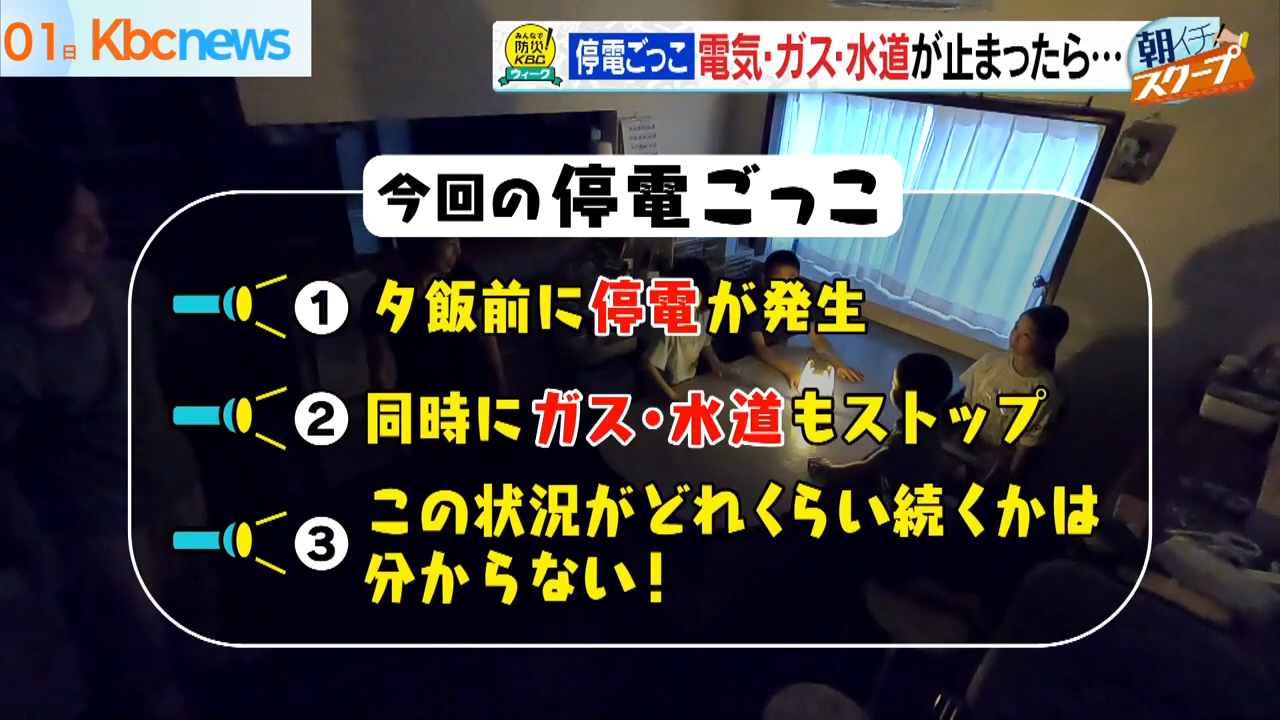 01日 Kbcnews
みんなで
防災!
KBC
ウィーク
停電ごっこ 電気・ガス・水道が止まったら…
朝イチ!
スクープ
今回の停電ごっこ
1 夕飯前に停電が発生
2 同時にガス・水道もストップ
3 この状況がどれくらい続くかは
分からない!